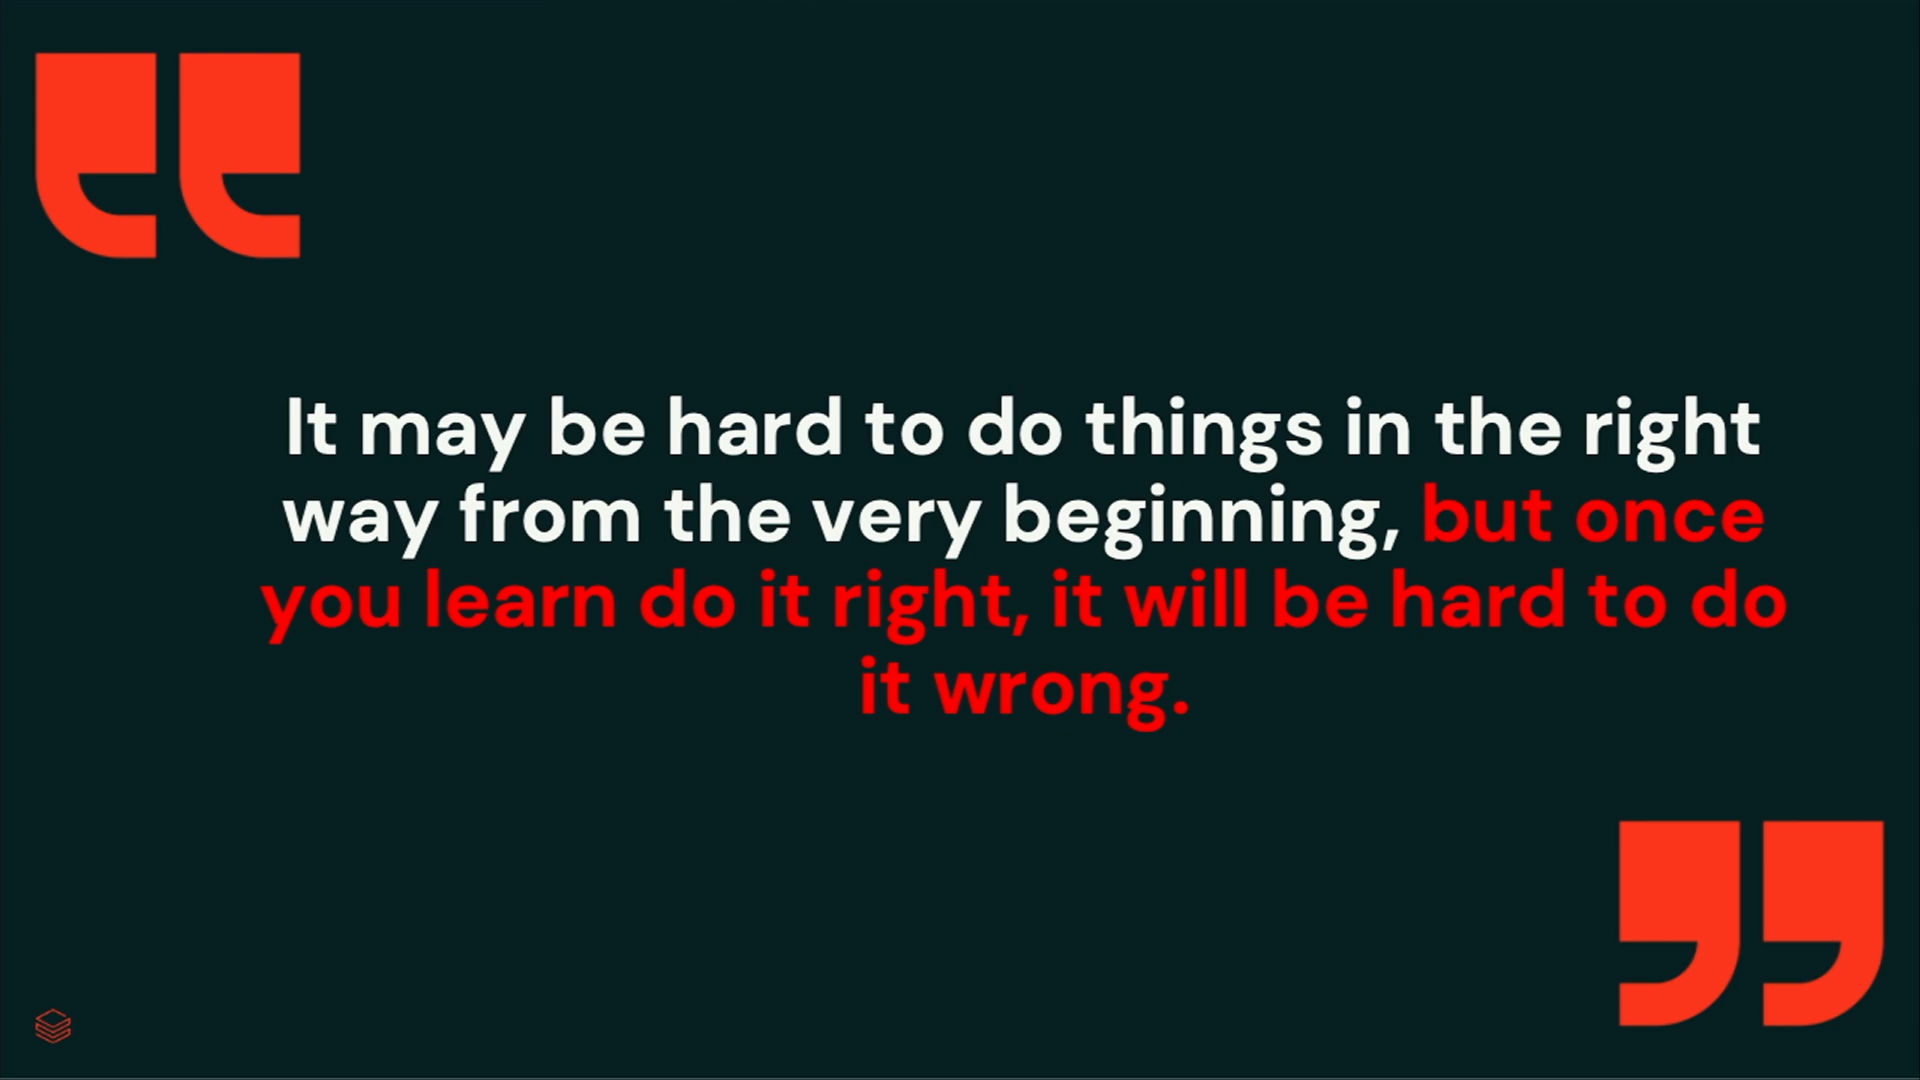 It may be hard to do things in the right
way from the very beginning, but once
you learn do it right, it will be hard to do
it wrong.